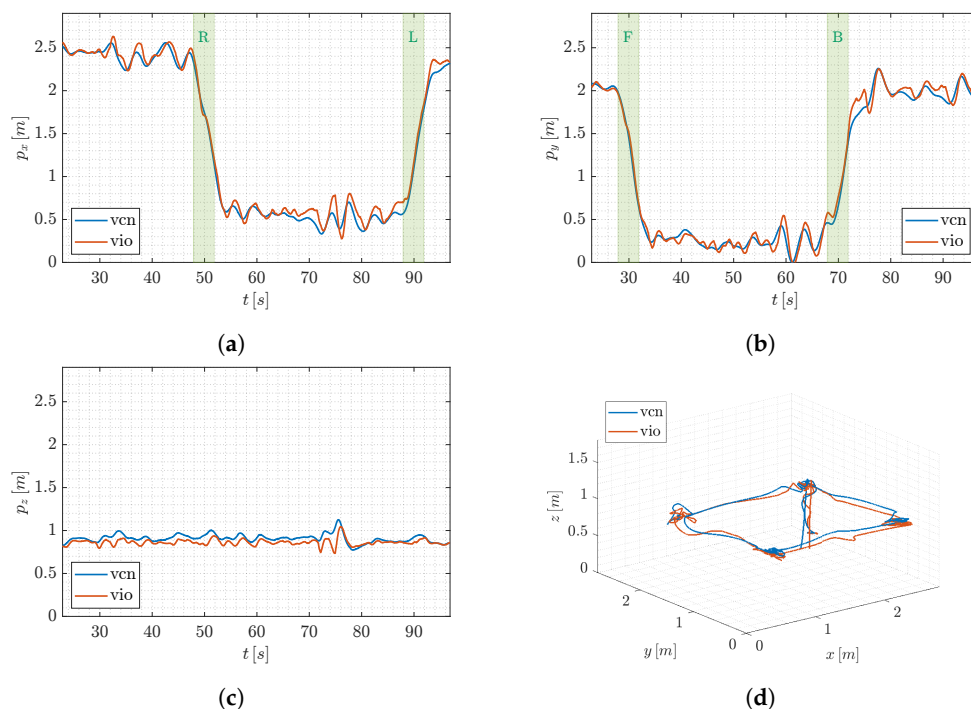 2.5
2
1.5
1
0.5
0
p_x [m]
R
L
vcn
vio
30 40 50 60 70 80 90
t [s]
(a)
2.5
2
1.5
1
0.5
0
p_y [m]
F
B
vcn
vio
30 40 50 60 70 80 90
t [s]
(b)
2.5
2
1.5
1
0.5
0
p_z [m]
vcn
vio
30 40 50 60 70 80 90
t [s]
(c)
vcn
vio
1.5
1
0.5
0
z [m]
2
1
0
y [m]
0
1
2
x [m]
(d)